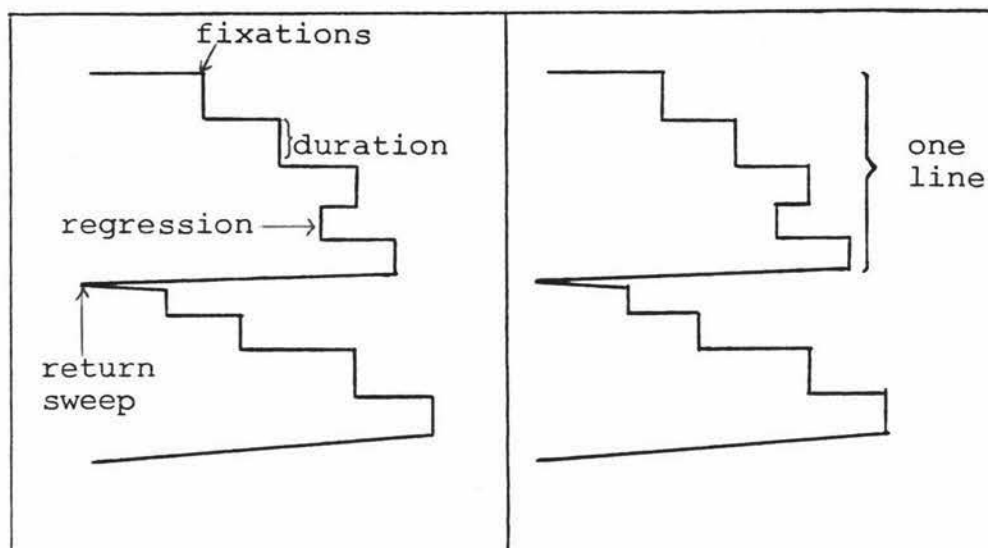 fixations
duration
regression
return
sweep
one
line